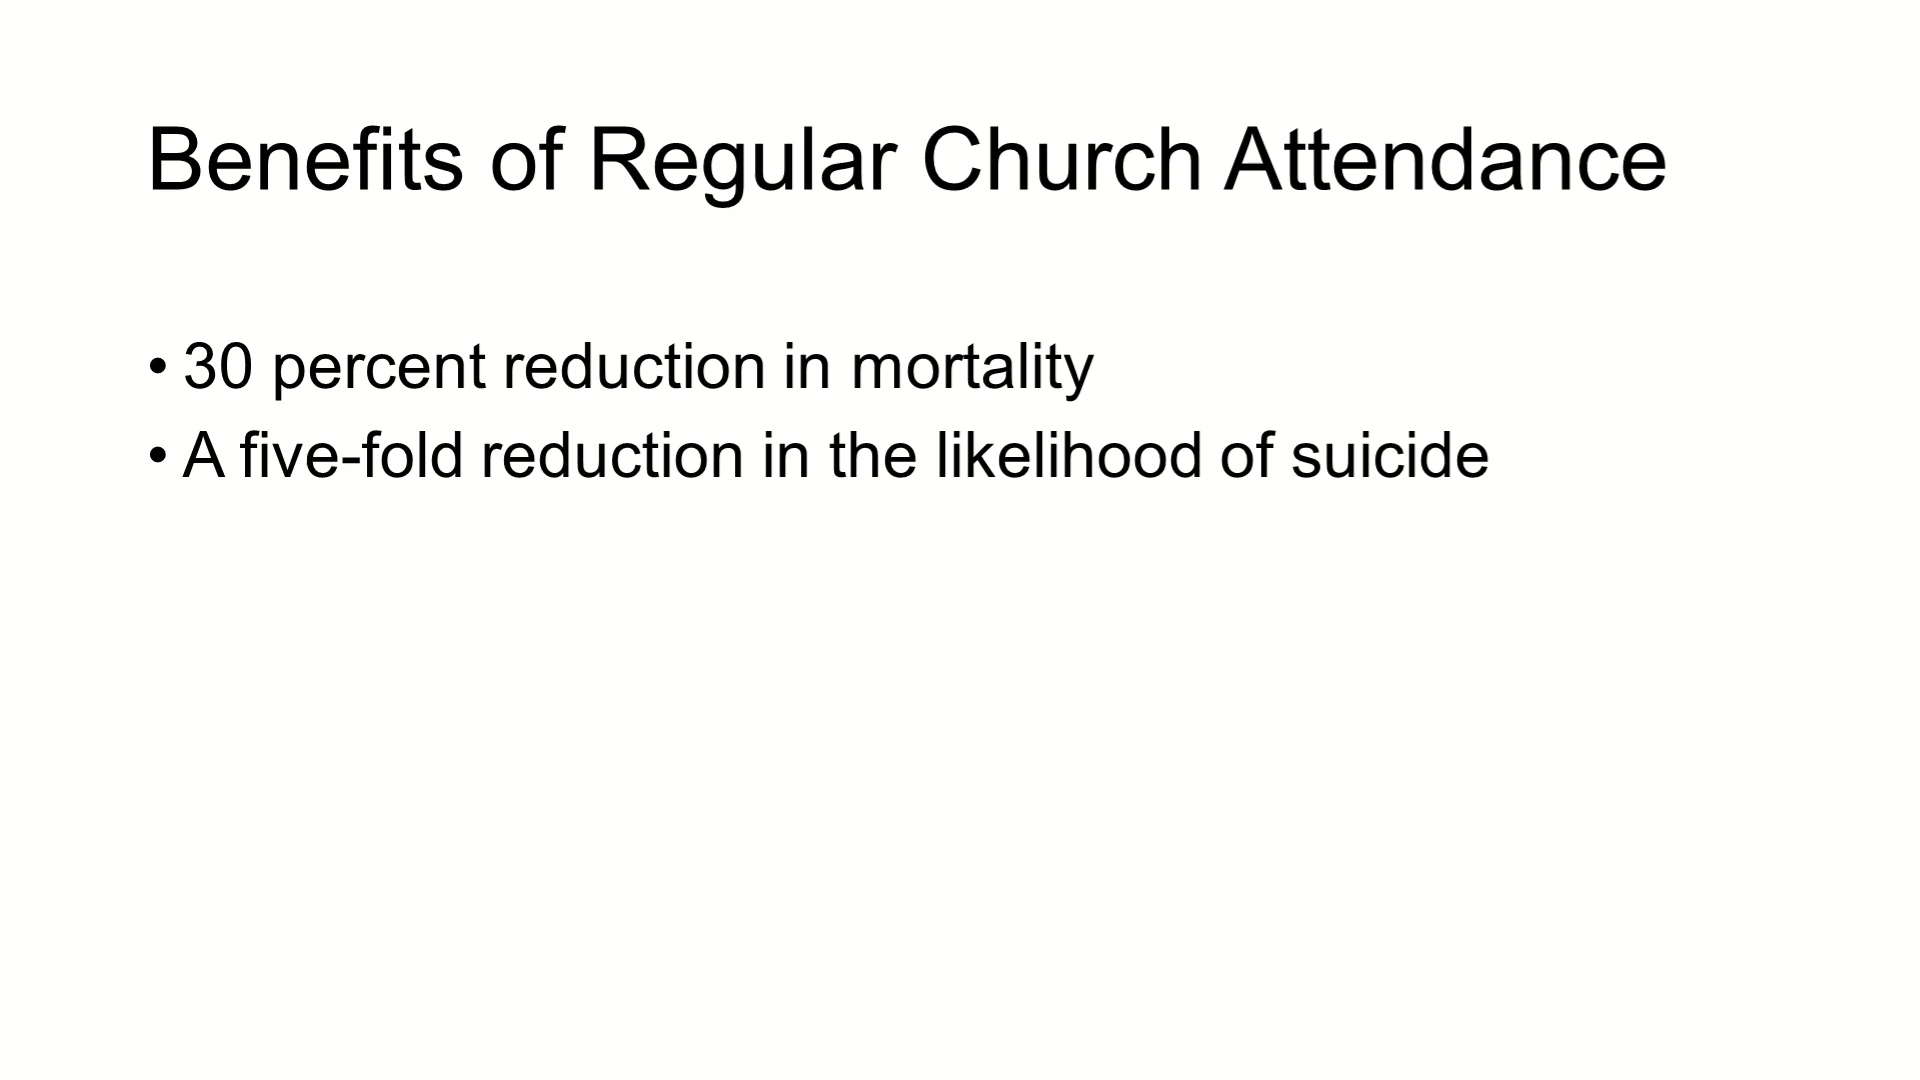 Benefits of Regular Church Attendance
• 30 percent reduction in mortality
• A five-fold reduction in the likelihood of suicide